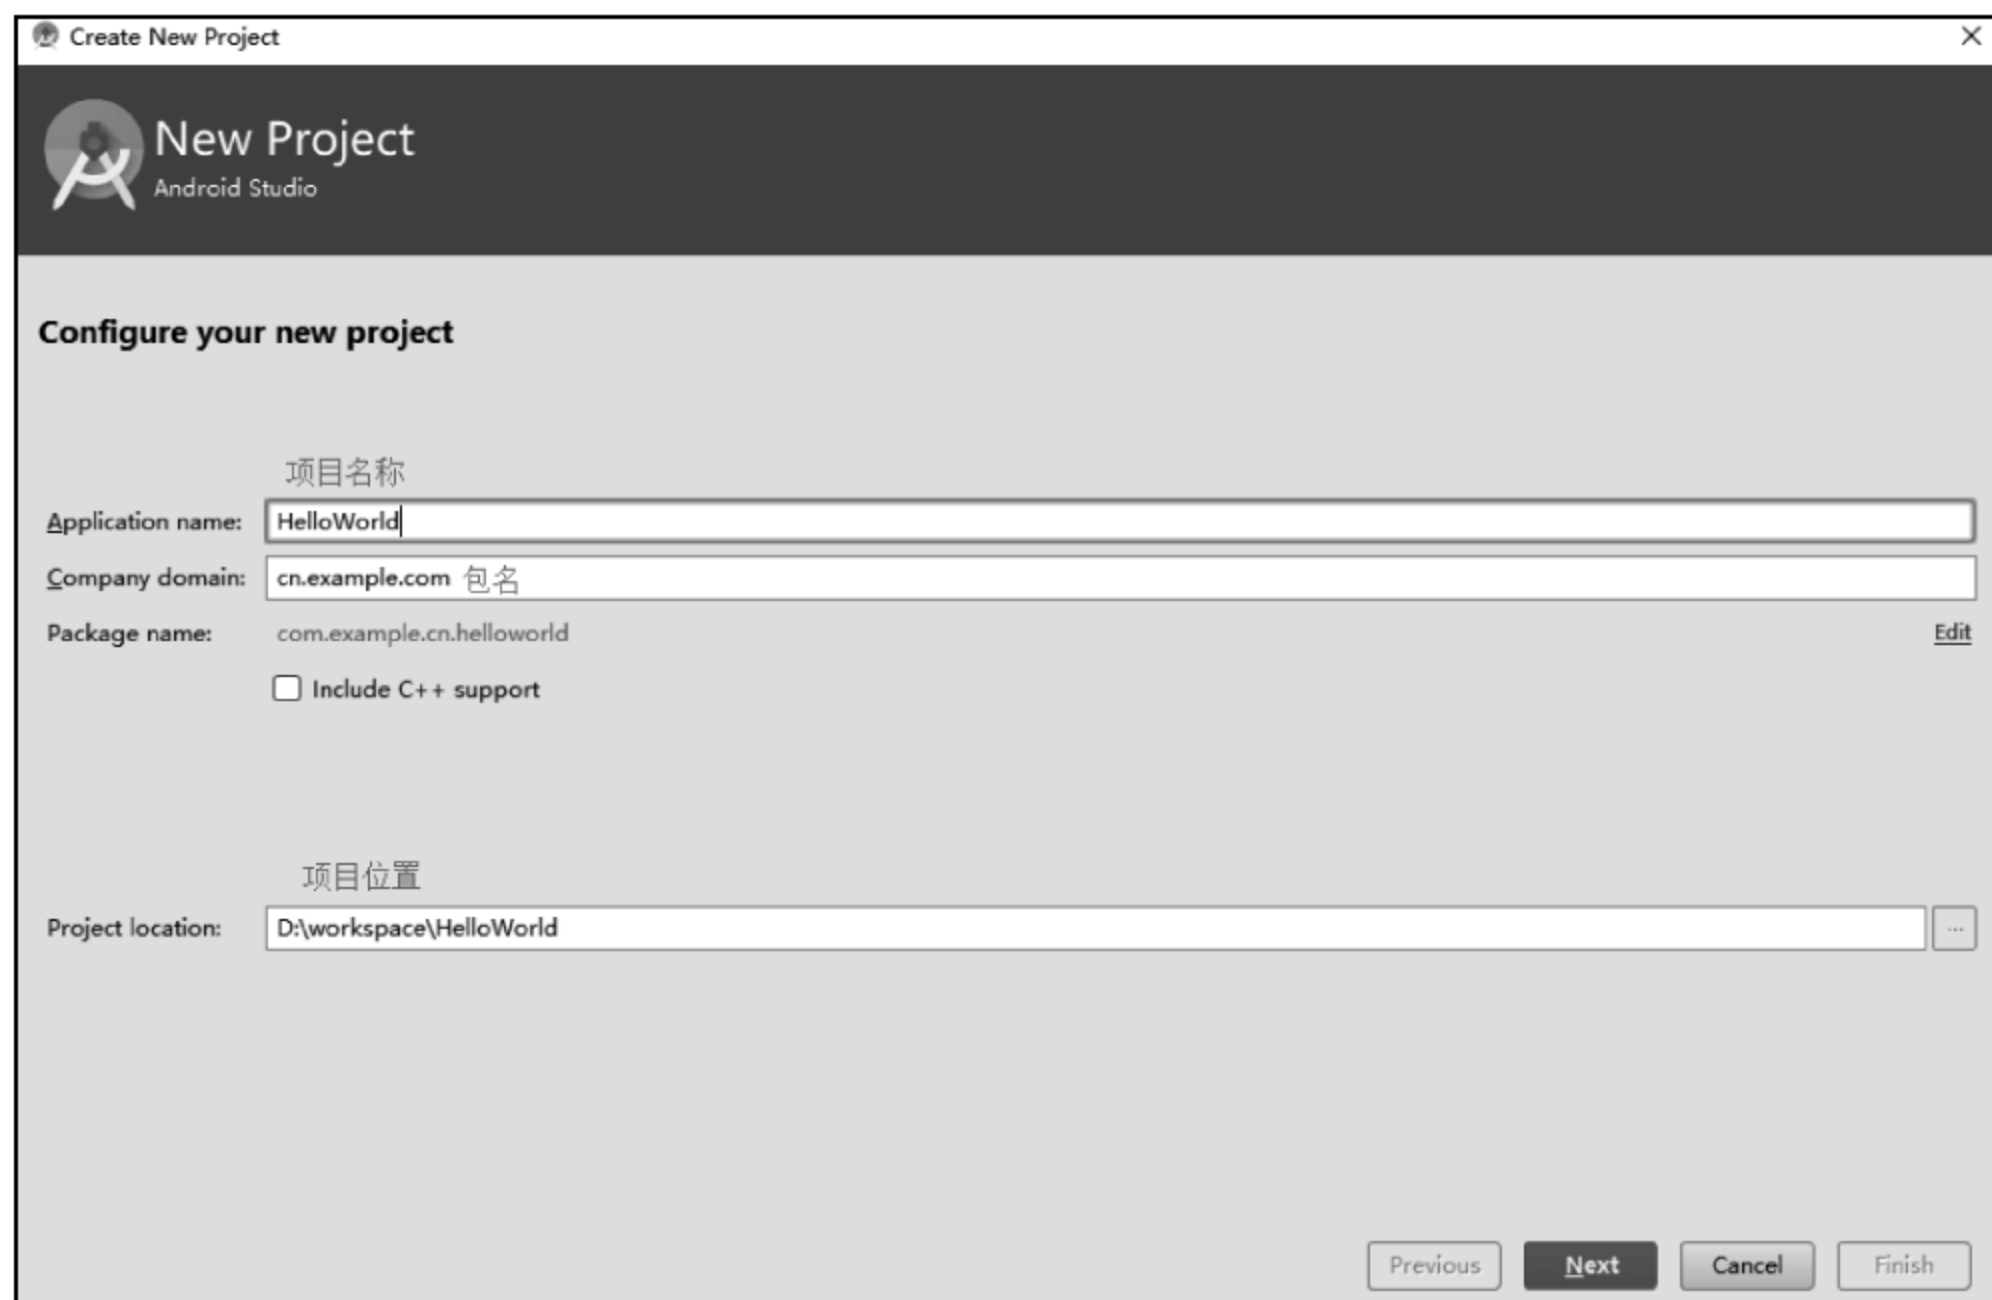 Create New Project
New Project
Android Studio
Configure your new project
项目名称
Application name: HelloWorld
Company domain: cn.example.com 包名
Package name: com.example.cn.helloworld Edit
Include C++ support
项目位置
Project location: D:\workspace\HelloWorld ...
Previous Next Cancel Finish